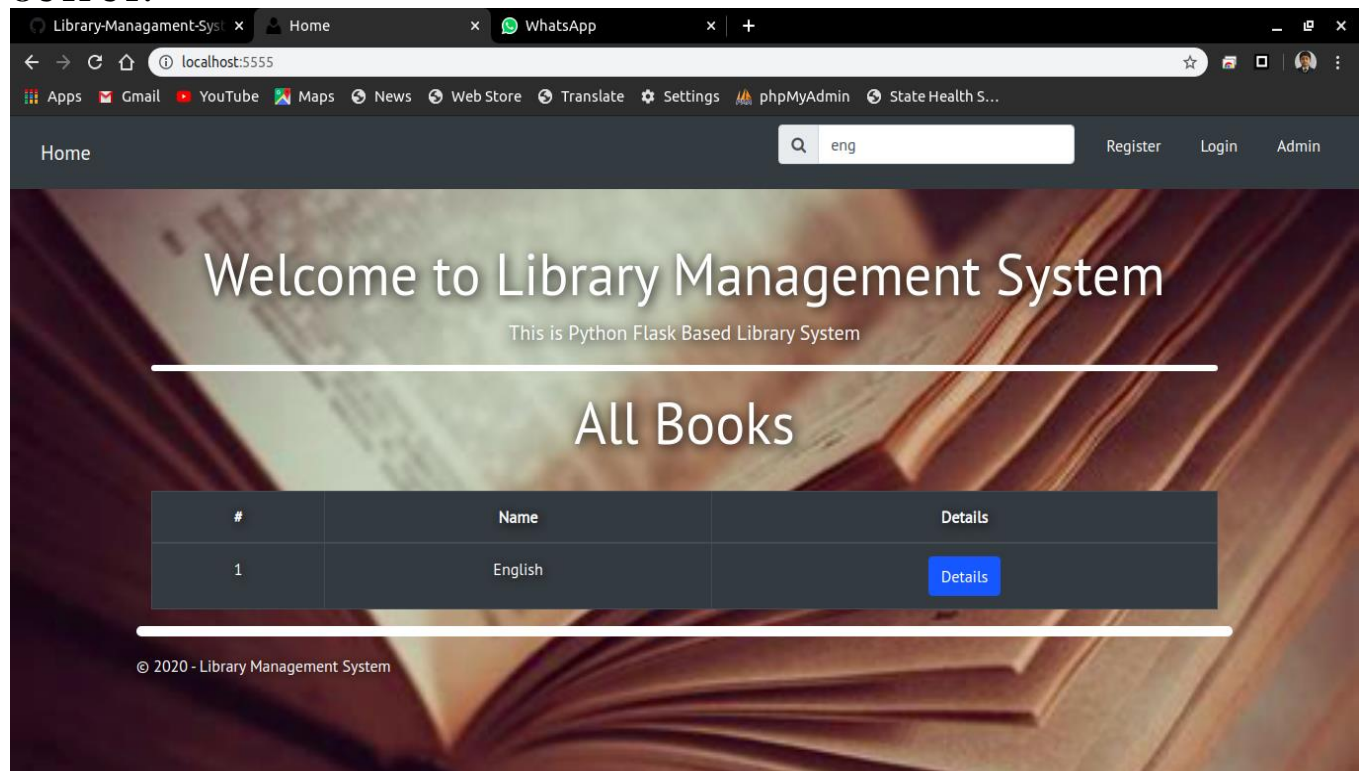 Library-Managament-Syst Home WhatsApp
localhost:5555
Apps Gmail YouTube Maps News Web Store Translate Settings phpMyAdmin State Health S...
Home eng Register Login Admin
Welcome to Library Management System
This is Python Flask Based Library System
All Books
# Name Details
1 English Details
© 2020 - Library Management System